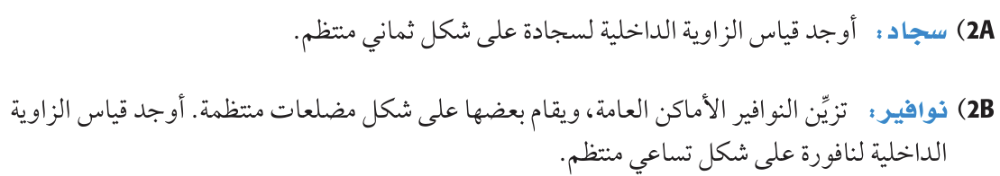 2A) سجاد: أوجد قياس الزاوية الداخلية لسجادة على شكل ثماني منتظم.
2B) نوافير: تزيِّن النوافير الأماكن العامة، ويقام بعضها على شكل مضلعات منتظمة. أوجد قياس الزاوية
الداخلية لنافورة على شكل تساعي منتظم.